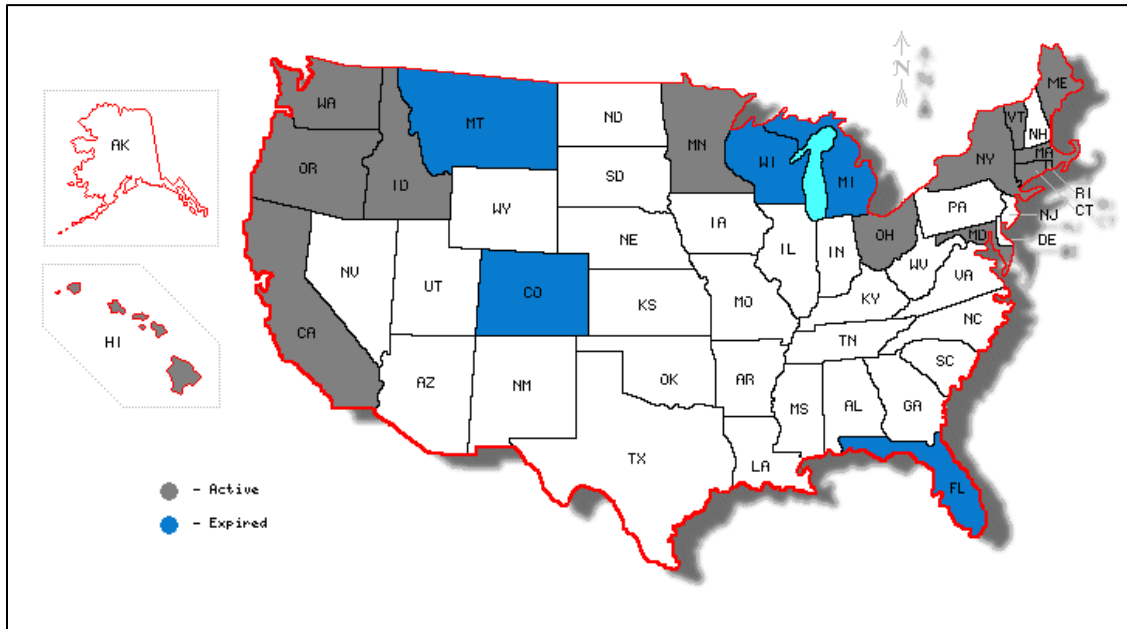 N
ME
WA
VT
MT
ND
NH
AK
MN
MA
OR
NY
WI
ID
SD
MI
RI
WY
PA
CT
NJ
IA
OH
MD
DE
NE
IL
IN
WV
NV
VA
UT
CO
KS
MO
KY
HI
CA
NC
TN
SC
AZ
NM
OK
AR
MS
AL
GA
TX
LA
- Active
FL
- Expired